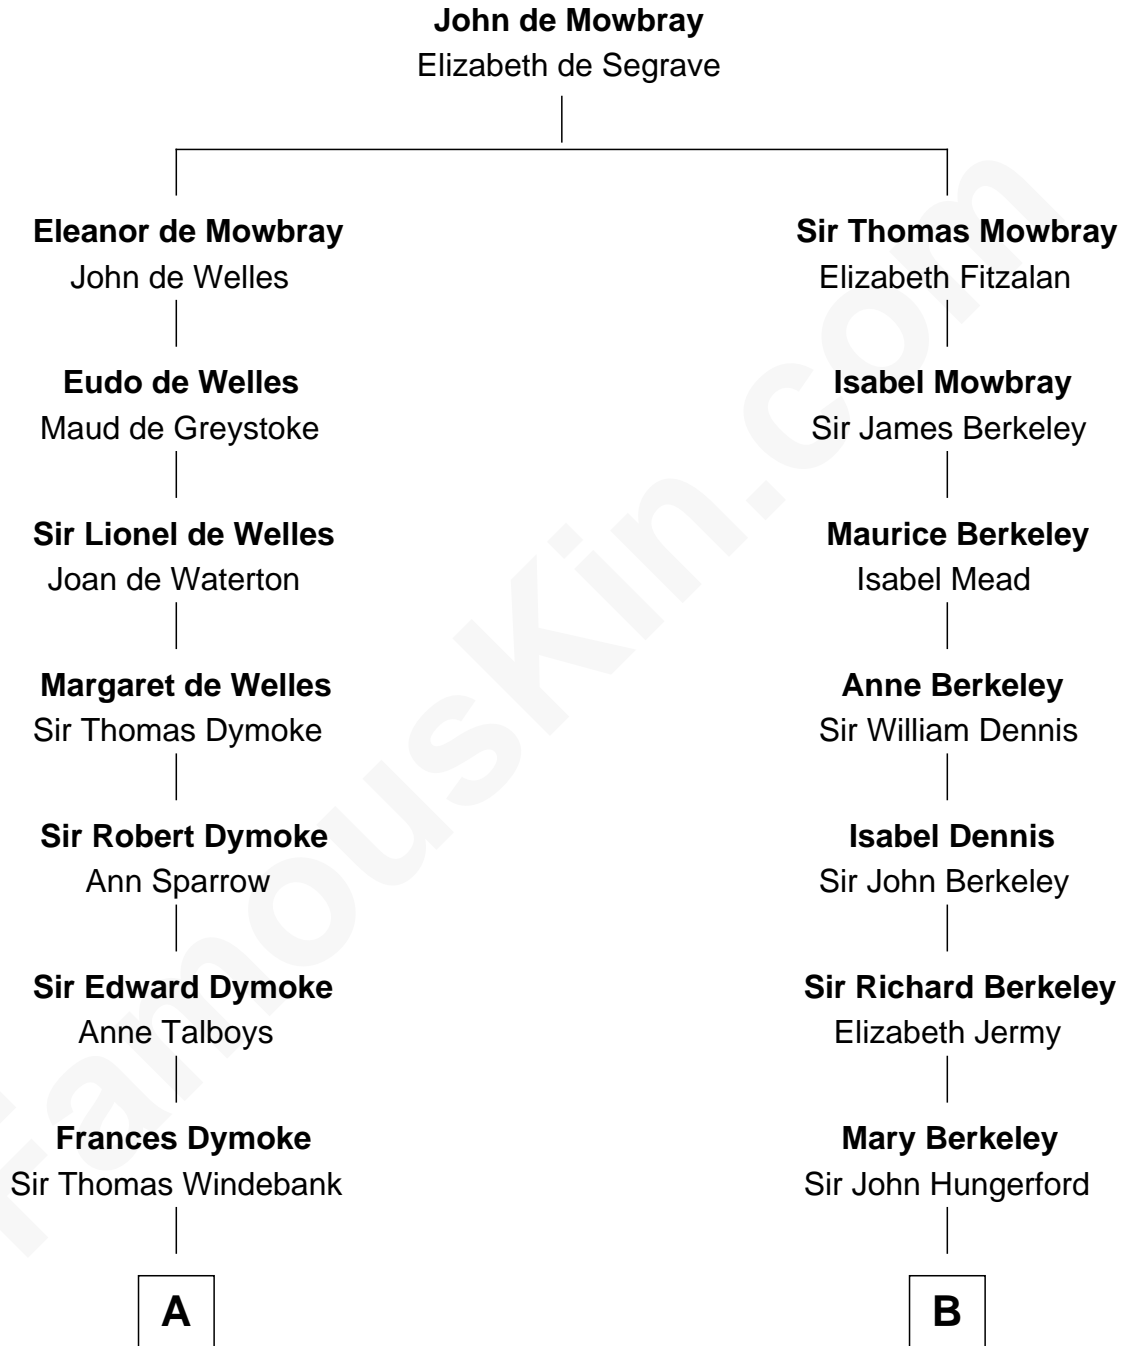 John de Mowbray
Elizabeth de Segrave
Eleanor de Mowbray
John de Welles
Sir Thomas Mowbray
Elizabeth Fitzalan
Eudo de Welles
Maud de Greystoke
Isabel Mowbray
Sir James Berkeley
Sir Lionel de Welles
Joan de Waterton
Maurice Berkeley
Isabel Mead
Margaret de Welles
Sir Thomas Dymoke
Anne Berkeley
Sir William Dennis
Sir Robert Dymoke
Ann Sparrow
Isabel Dennis
Sir John Berkeley
Sir Edward Dymoke
Anne Talboys
Sir Richard Berkeley
Elizabeth Jermy
Frances Dymoke
Sir Thomas Windebank
Mary Berkeley
Sir John Hungerford
A
B
FamousKin.com